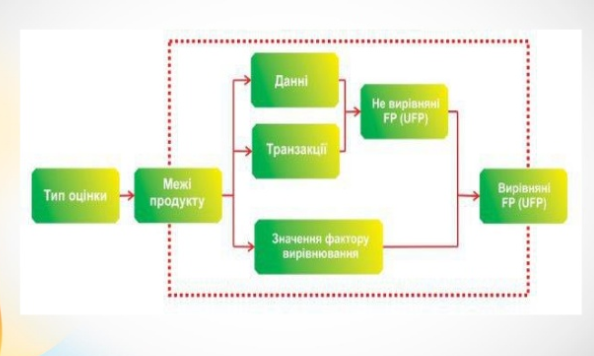 Тип оцінки
Межі
продукту
Данні
Транзакції
Значення фактору
вирівнювання
Не вирівняні
FP (UFP)
Вирівняні
FP (UFP)